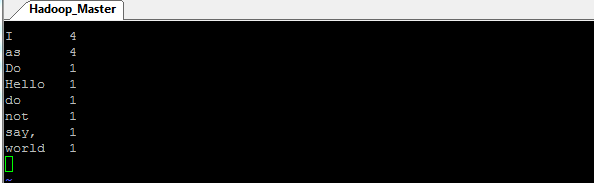 Hadoop_Master
I 4
as 4
Do 1
Hello 1
do 1
not 1
say, 1
world 1
~